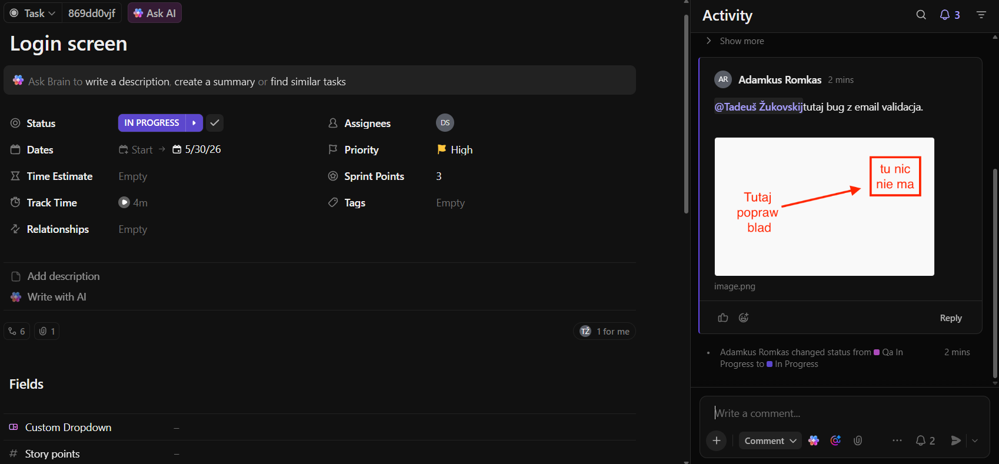 Task
869dd0vjf
Ask AI
Login screen
Ask Brain to write a description, create a summary or find similar tasks
Status
IN PROGRESS
Assignees
DS
Dates
Start
5/30/26
Priority
High
Time Estimate
Empty
Sprint Points
3
Track Time
4m
Tags
Empty
Relationships
Empty
Add description
Write with AI
6
1
TŽ
1 for me
Fields
Custom Dropdown
–
# Story points
–
Activity
3
Show more
AR
Adamkus Romkas
2 mins
@Tadeuš Žukovskijtutaj bug z email validacja.
tu nic
nie ma
Tutaj
popraw
blad
image.png
Reply
• Adamkus Romkas changed status from Qa In
2 mins
Progress to In Progress
Write a comment...
Comment
2